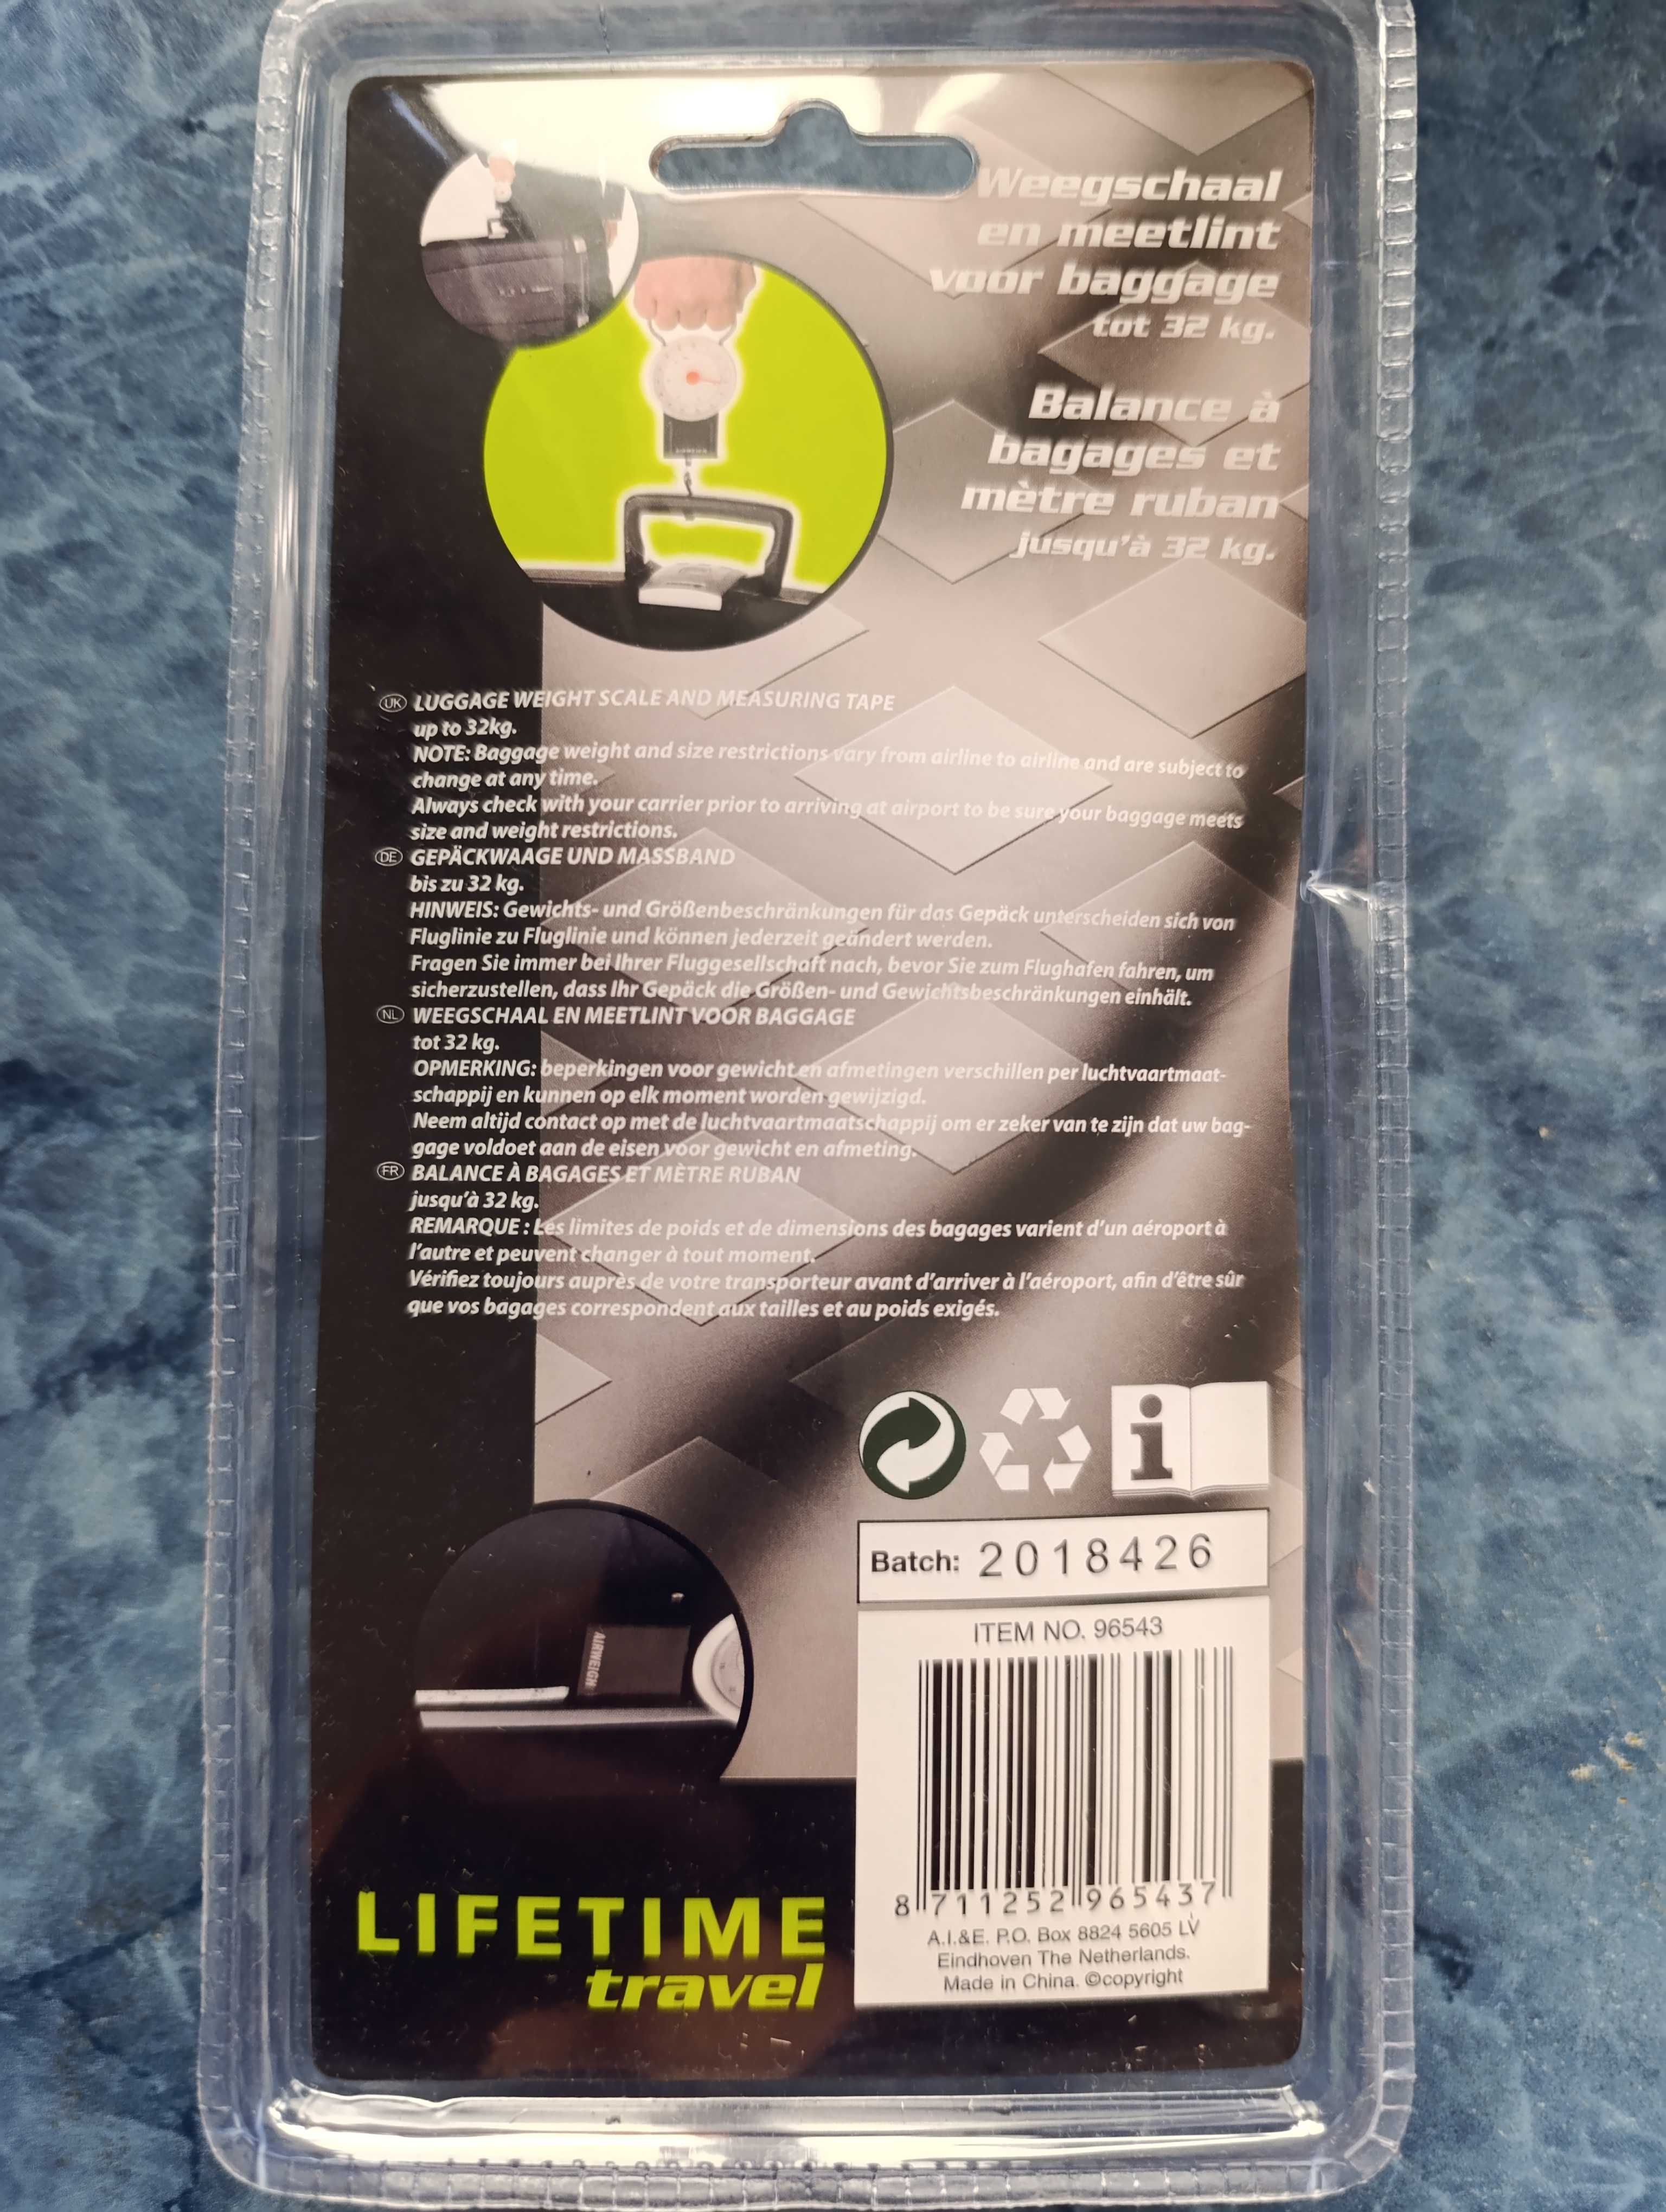 Weegschaal
en meetlint
voor baggage
tot 32 kg.
Balance à
bagages et
mètre ruban
jusqu'à 32 kg.
UK LUGGAGE WEIGHT SCALE AND MEASURING TAPE
up to 32kg.
NOTE: Baggage weight and size restrictions vary from airline to airline and are subject to
change at any time.
Always check with your carrier prior to arriving at airport to be sure your baggage meets
size and weight restrictions.
DE GEPÄCKWAAGE UND MASSBAND
bis zu 32 kg.
HINWEIS: Gewichts- und Größenbeschränkungen für das Gepäck unterscheiden sich von
Fluglinie zu Fluglinie und können jederzeit geändert werden.
Fragen Sie immer bei Ihrer Fluggesellschaft nach, bevor Sie zum Flughafen fahren, um
sicherzustellen, dass Ihr Gepäck die Größen- und Gewichtsbeschränkungen einhält.
NL WEEGSCHAAL EN MEETLINT VOOR BAGGAGE
tot 32 kg.
OPMERKING: beperkingen voor gewicht en afmetingen verschillen per luchtvaartmaat-
schappij en kunnen op elk moment worden gewijzigd.
Neem altijd contact op met de luchtvaartmaatschappij om er zeker van te zijn dat uw bag-
gage voldoet aan de eisen voor gewicht en afmeting.
FR BALANCE À BAGAGES ET MÈTRE RUBAN
jusqu'à 32 kg.
REMARQUE : Les limites de poids et de dimensions des bagages varient d'un aéroport à
l'autre et peuvent changer à tout moment.
Vérifiez toujours auprès de votre transporteur avant d'arriver à l'aéroport, afin d'être sûr
que vos bagages correspondent aux tailles et au poids exigés.
i
Batch: 2018426
ITEM NO. 96543
AIRWEIGH
8 711252 965437
A.I.&E. P.O. Box 8824 5605 LV
Eindhoven The Netherlands.
Made in China. ©copyright
LIFETIME
travel